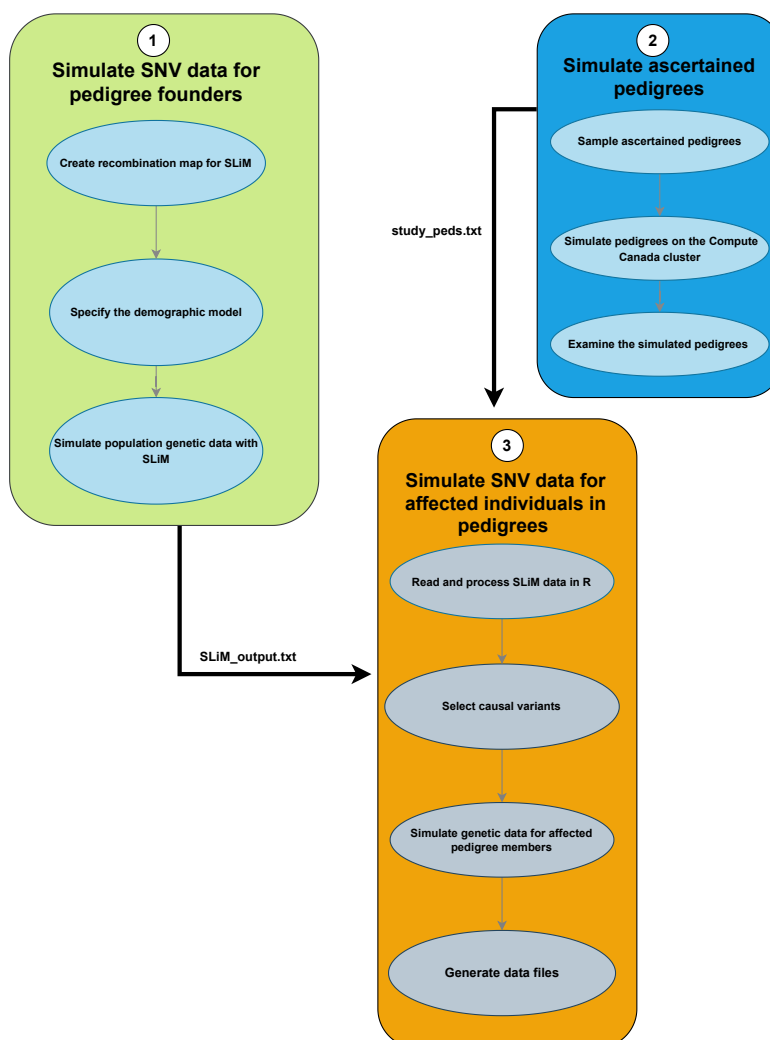 1
Simulate SNV data for
pedigree founders
Create recombination map for SLiM
Specify the demographic model
Simulate population genetic data with
SLiM
SLiM_output.txt
2
Simulate ascertained
pedigrees
Sample ascertained pedigrees
Simulate pedigrees on the Compute
Canada cluster
Examine the simulated pedigrees
study_peds.txt
3
Simulate SNV data for
affected individuals in
pedigrees
Read and process SLiM data in R
Select causal variants
Simulate genetic data for affected
pedigree members
Generate data files